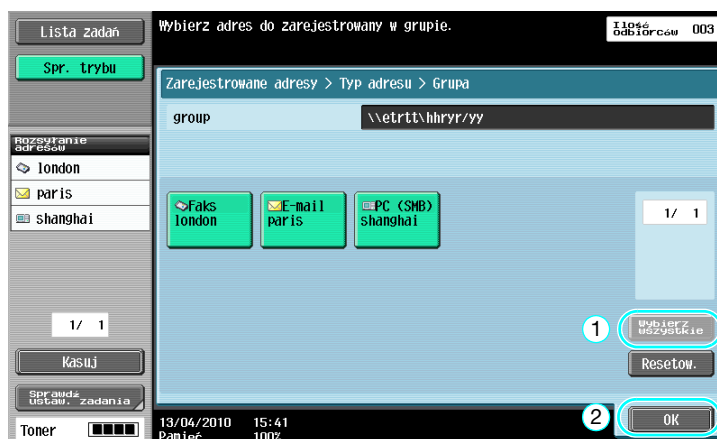 Lista zadań
Spr. trybu
Wybierz adres do zarejestrowany w grupie.
Ilość
odbiorców 003
Zarejestrowane adresy > Typ adresu > Grupa
group \\etrtt\hhryr/yy
Rozsyłanie
adresów
london
paris
shanghai
Faks
london
E-mail
paris
PC (SMB)
shanghai
1/ 1
1/ 1
1
Wybierz
wszystkie
Kasuj
Resetow.
Sprawdź
ustaw. zadania
2
OK
Toner
13/04/2010 15:41
Pamięć 100%